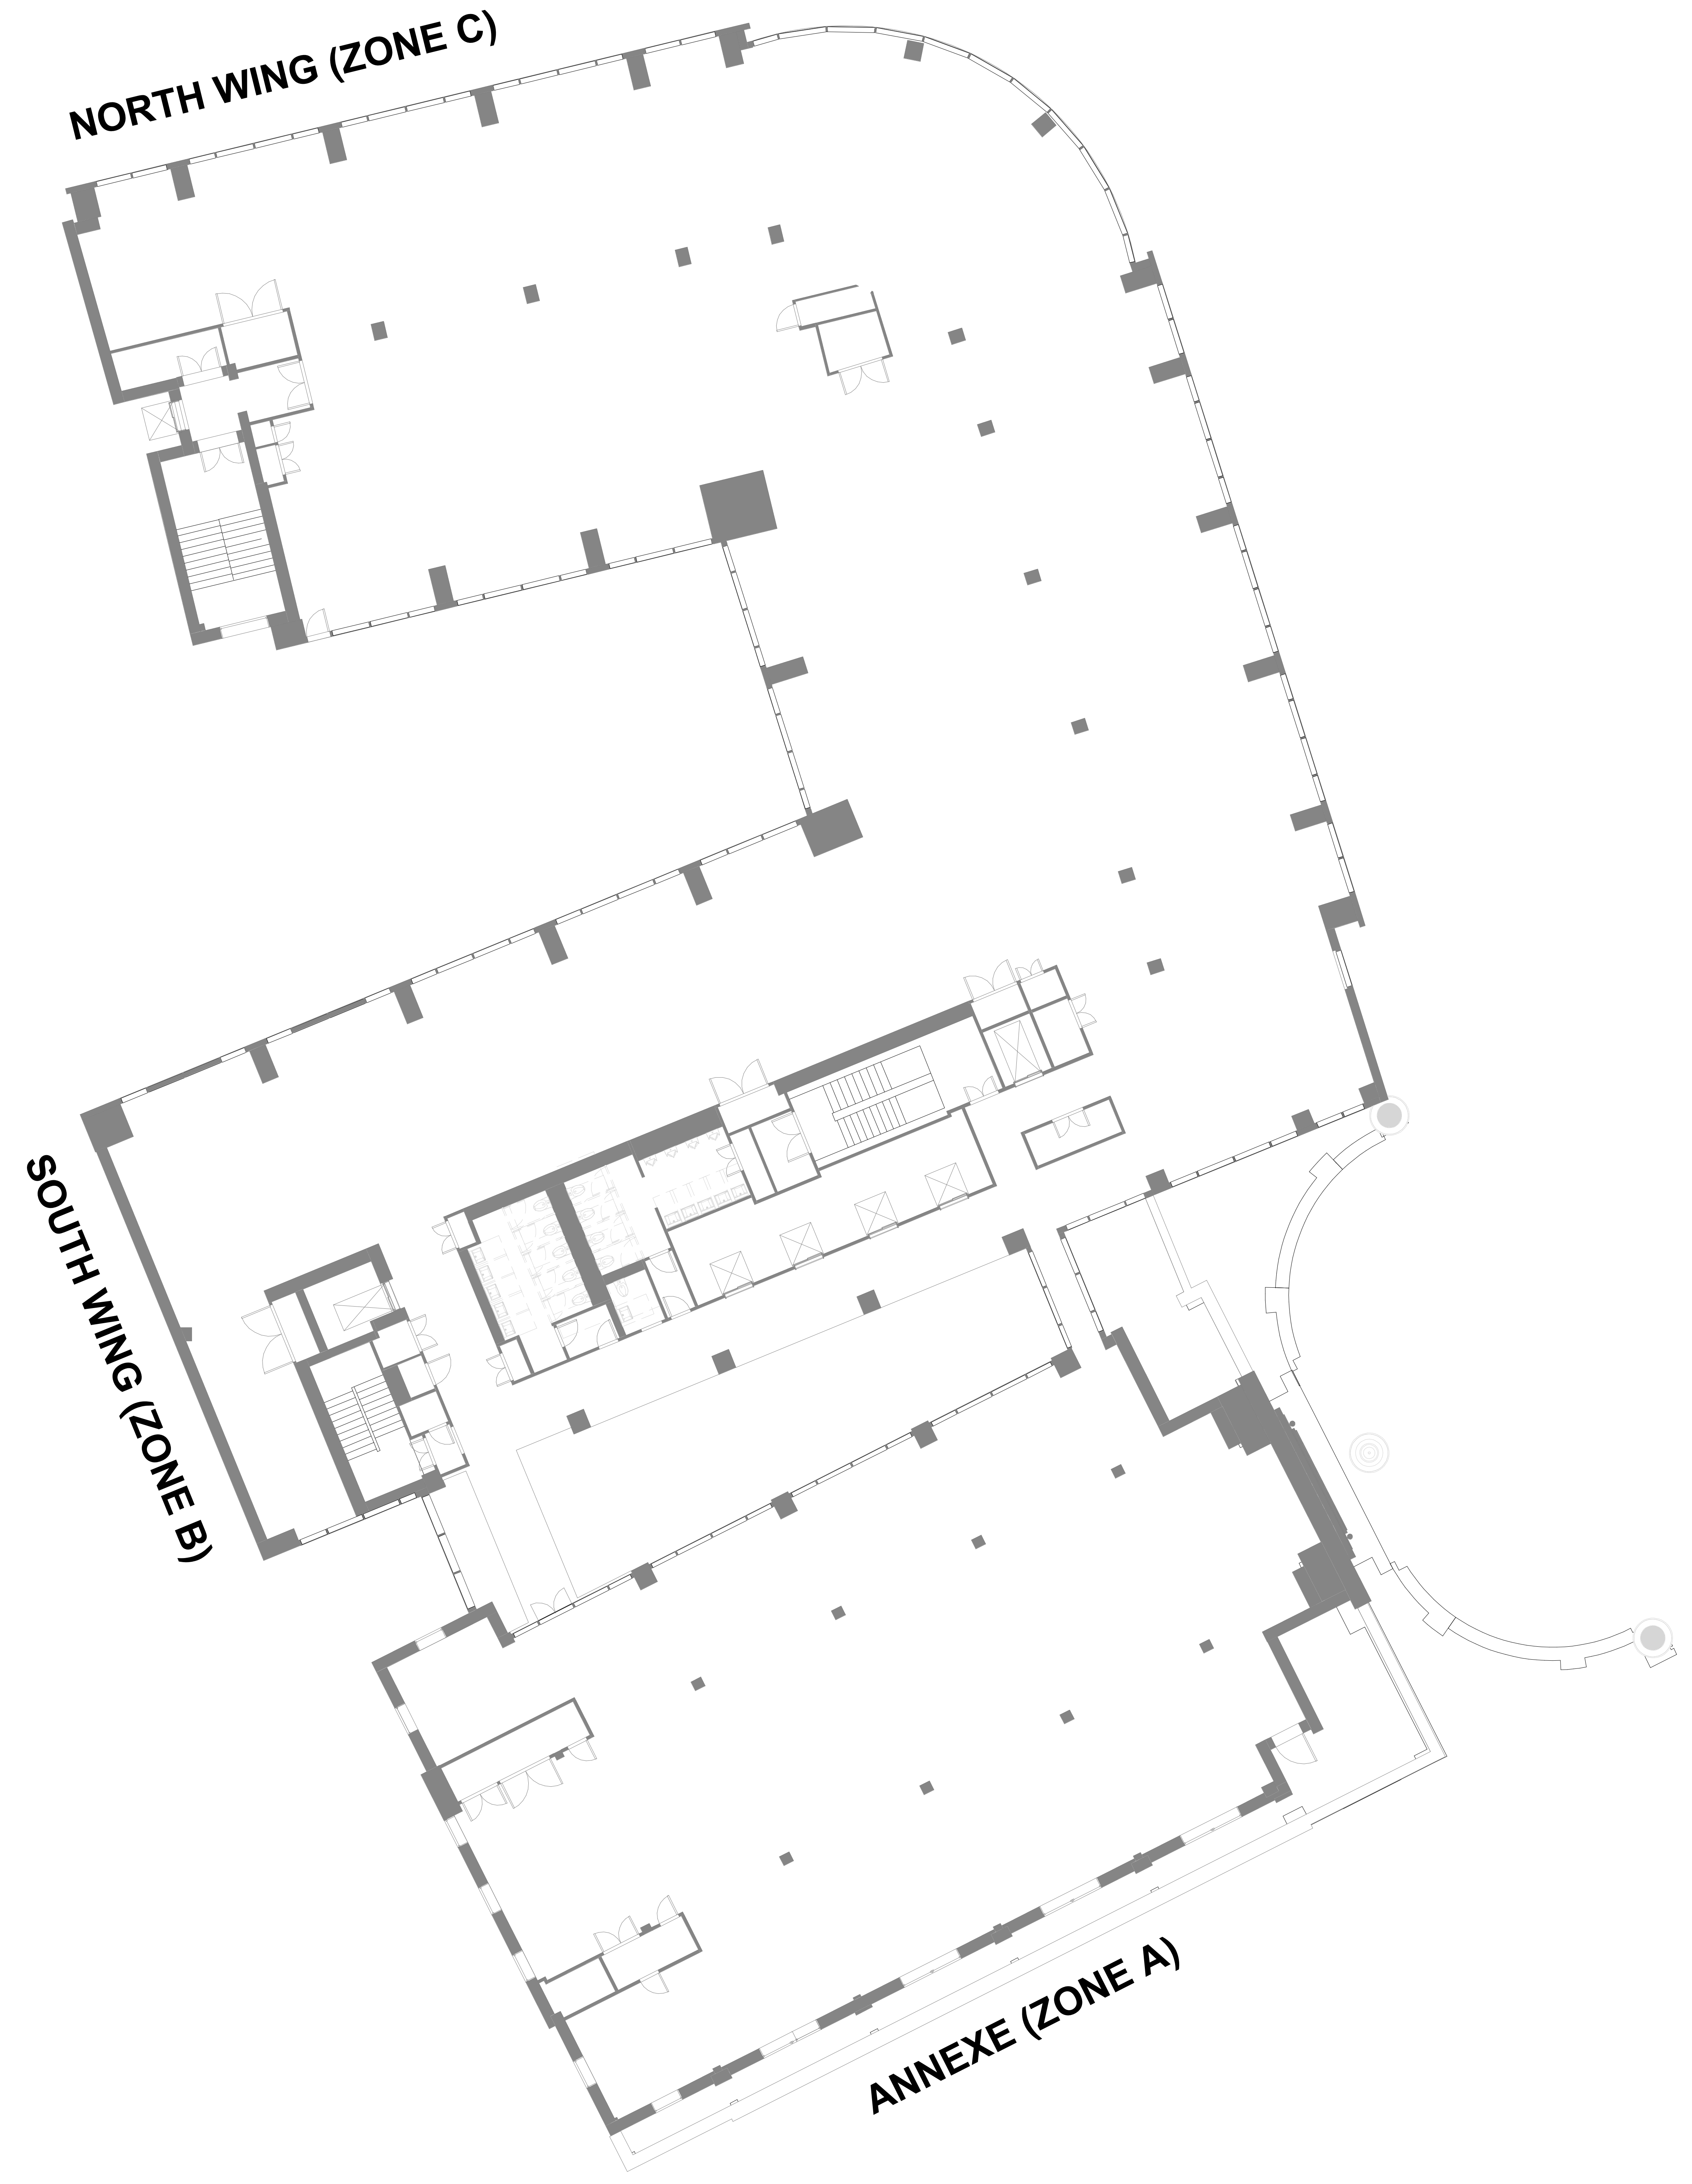 NORTH WING (ZONE C)
SOUTH WING (ZONE B)
ANNEXE (ZONE A)